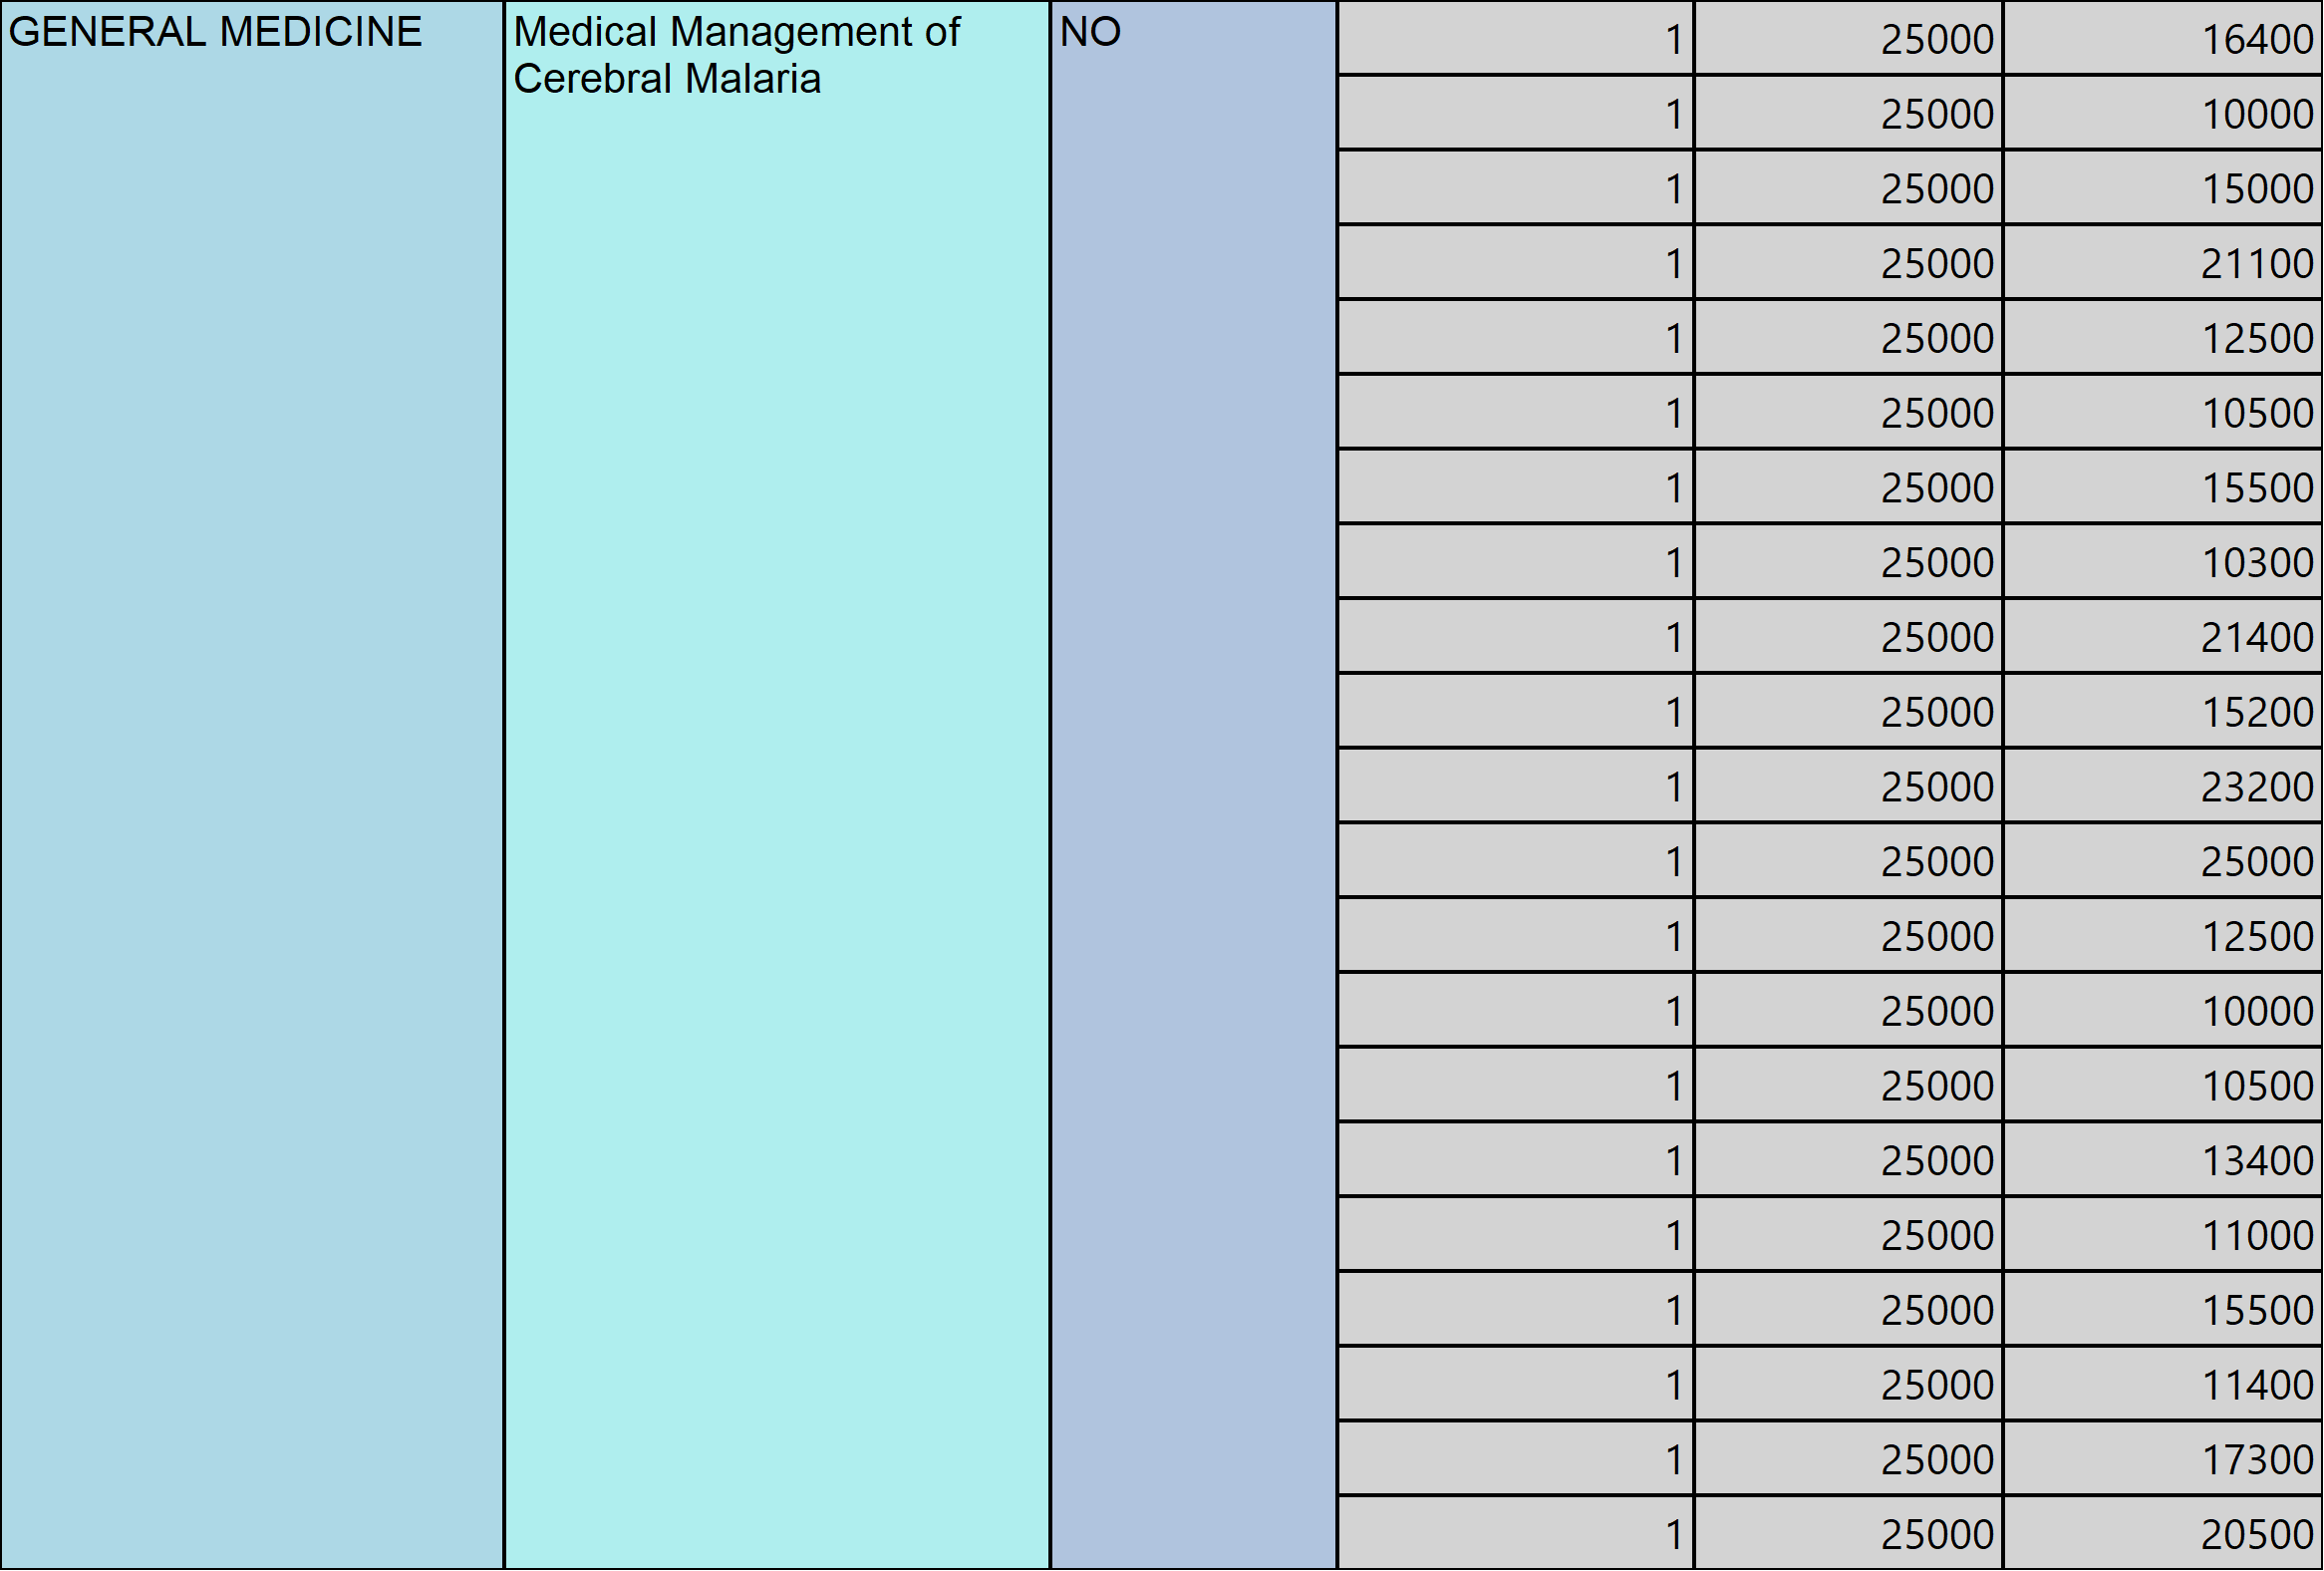 GENERAL MEDICINE Medical Management of NO 1 25000 16400
Cerebral Malaria
1 25000 10000
1 25000 15000
1 25000 21100
1 25000 12500
1 25000 10500
1 25000 15500
1 25000 10300
1 25000 21400
1 25000 15200
1 25000 23200
1 25000 25000
1 25000 12500
1 25000 10000
1 25000 10500
1 25000 13400
1 25000 11000
1 25000 15500
1 25000 11400
1 25000 17300
1 25000 20500